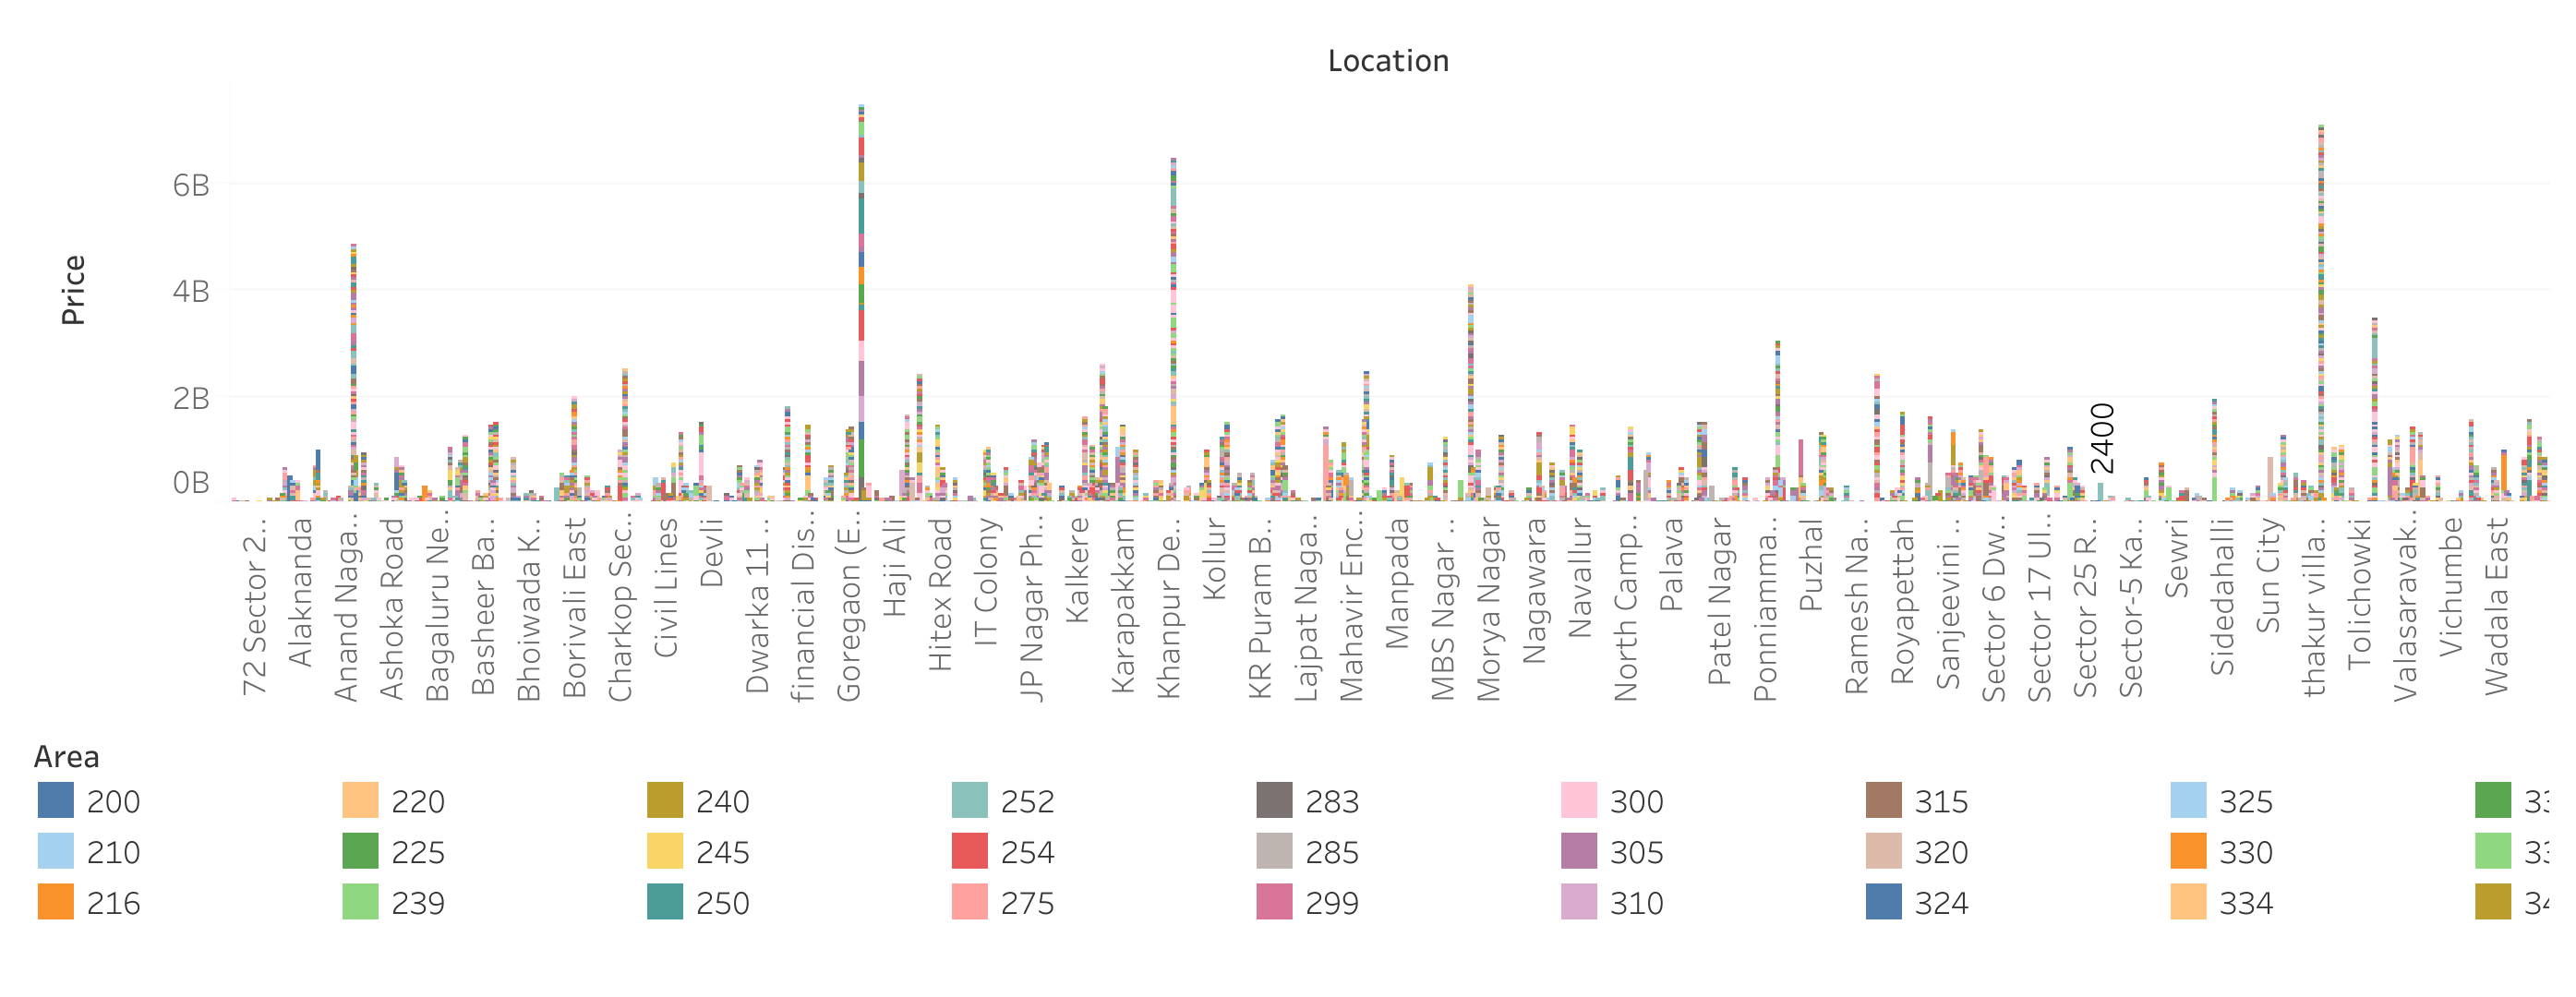 Location
Price
6B
4B
2B
0B
2400
72 Sector 2..
Alaknanda
Anand Naga..
Ashoka Road
Bagaluru Ne..
Basheer Ba..
Bhoiwada K..
Borivali East
Charkop Sec..
Civil Lines
Devli
Dwarka 11 ..
financial Dis..
Goregaon (E..
Haji Ali
Hitex Road
IT Colony
JP Nagar Ph..
Kalkere
Karapakkam
Khanpur De..
Kollur
KR Puram B..
Lajpat Naga..
Mahavir Enc..
Manpada
MBS Nagar ..
Morya Nagar
Nagawara
Navallur
North Camp..
Palava
Patel Nagar
Ponniamma..
Puzhal
Ramesh Na..
Royapettah
Sanjeevini ..
Sector 6 Dw..
Sector 17 Ul..
Sector 25 R..
Sector-5 Ka..
Sewri
Sidedahalli
Sun City
thakur villa..
Tolichowki
Valasaravak..
Vichumbe
Wadala East
Area
200 220 240 252 283 300 315 325
210 225 245 254 285 305 320 330
216 239 250 275 299 310 324 334